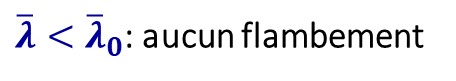 λ̄ < λ̄₀: aucun flambement